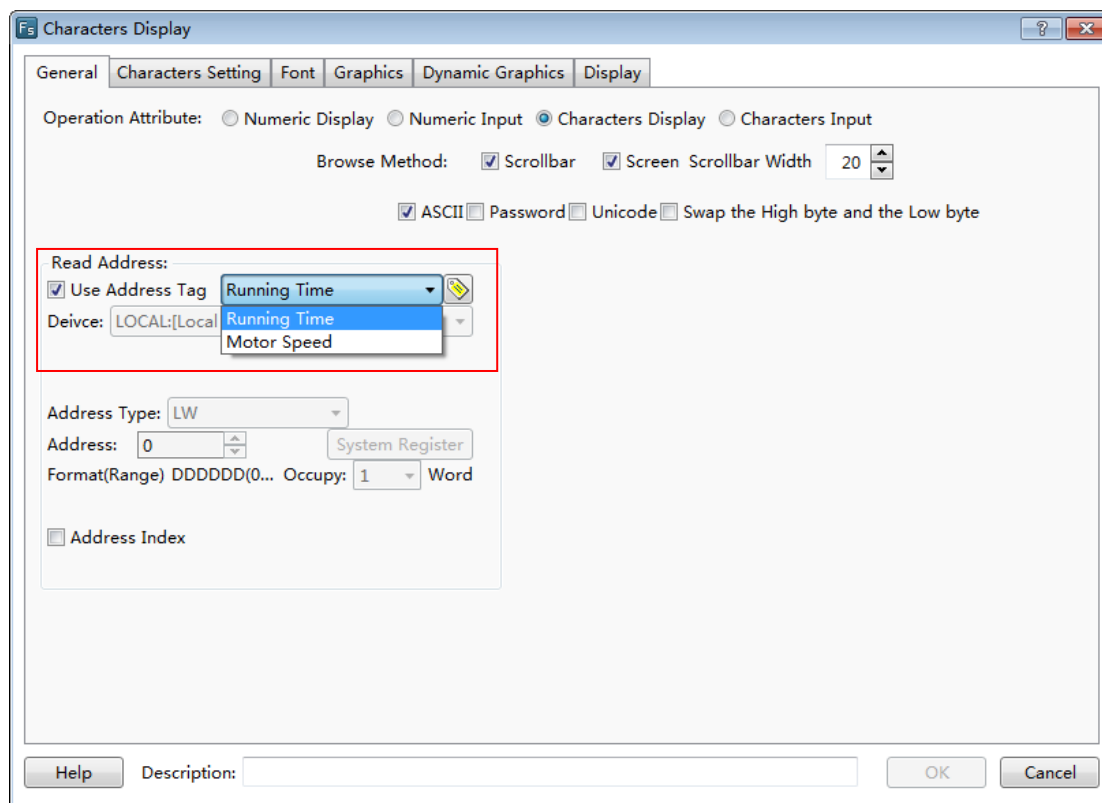 Fs Characters Display
General Characters Setting Font Graphics Dynamic Graphics Display
Operation Attribute: Numeric Display Numeric Input Characters Display Characters Input
Browse Method: Scrollbar Screen Scrollbar Width 20
ASCII Password Unicode Swap the High byte and the Low byte
Read Address:
Use Address Tag Running Time
Deivce: LOCAL:[Local
Running Time
Motor Speed
Address Type: LW
Address: 0 System Register
Format(Range) DDDDDD(0... Occupy: 1 Word
Address Index
Help Description: OK Cancel